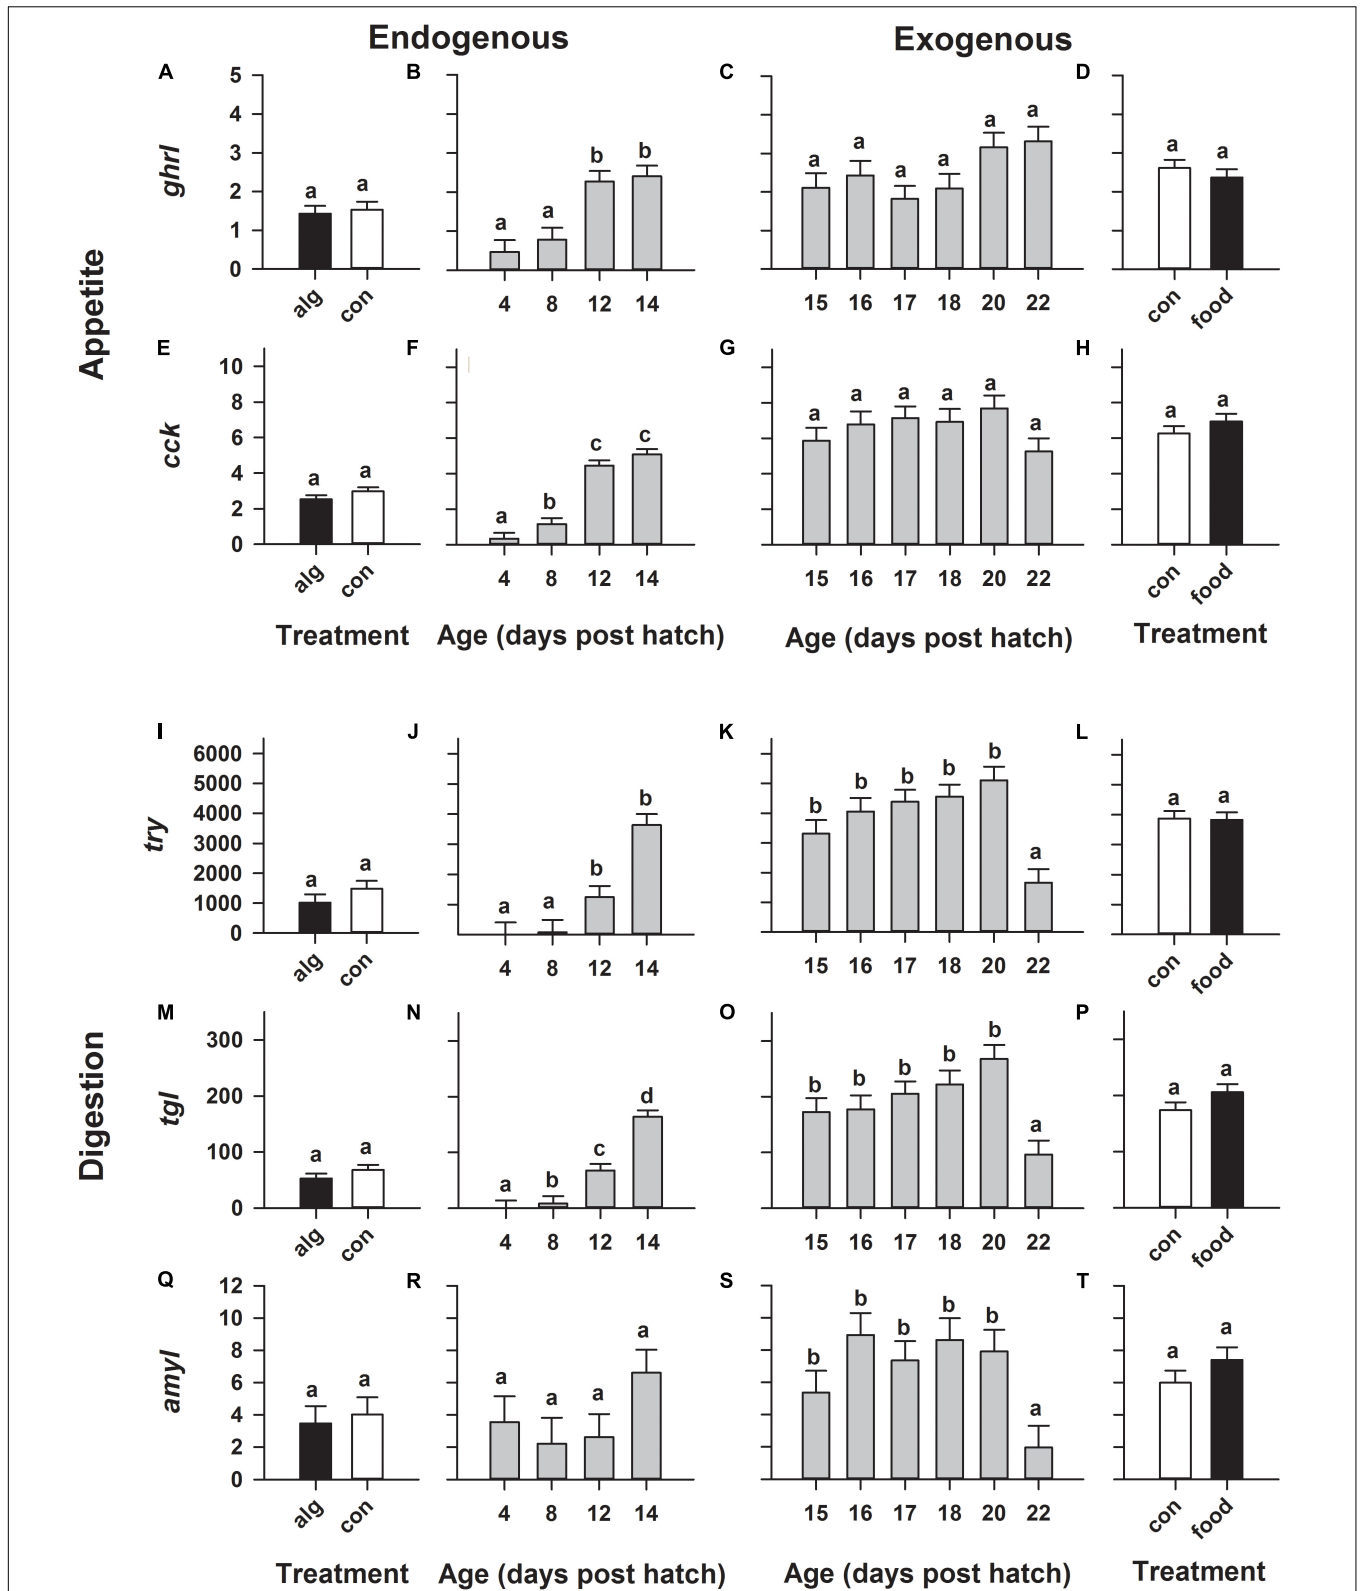 Endogenous Exogenous
A B C D
Appetite
ghrl
5
4
3
2
1
0
a a
a a b b
a a a a a a
a a
alg con
4 8 12 14
15 16 17 18 20 22
con food
E F G H
cck
10
8
6
4
2
0
a a
a b c c
a a a a a a
a a
alg con
4 8 12 14
15 16 17 18 20 22
con food
Treatment Age (days post hatch) Age (days post hatch) Treatment
I J K L
Digestion
try
6000
5000
4000
3000
2000
1000
0
a a
a a b b
b b b b b a
a a
alg con
4 8 12 14
15 16 17 18 20 22
con food
M N O P
tgl
300
200
100
0
a a
a b c d
b b b b b a
a a
alg con
4 8 12 14
15 16 17 18 20 22
con food
Q R S T
amyl
12
10
8
6
4
2
0
a a
a a a a
b b b b b a
a a
alg con
4 8 12 14
15 16 17 18 20 22
con food
Treatment Age (days post hatch) Age (days post hatch) Treatment